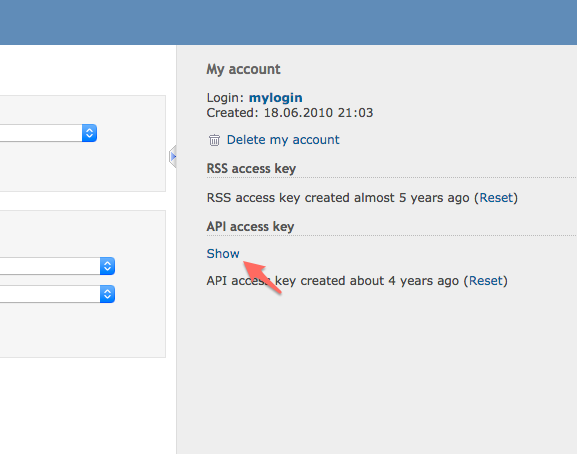 My account
Login: mylogin
Created: 18.06.2010 21:03
Delete my account
RSS access key
RSS access key created almost 5 years ago (Reset)
API access key
Show
API access key created about 4 years ago (Reset)